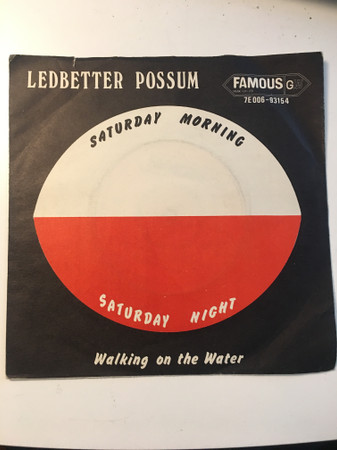 LEDBETTER POSSUM
FAMOUS G
7E 006-93154
SATURDAY MORNING
SATURDAY NIGHT
Walking on the Water